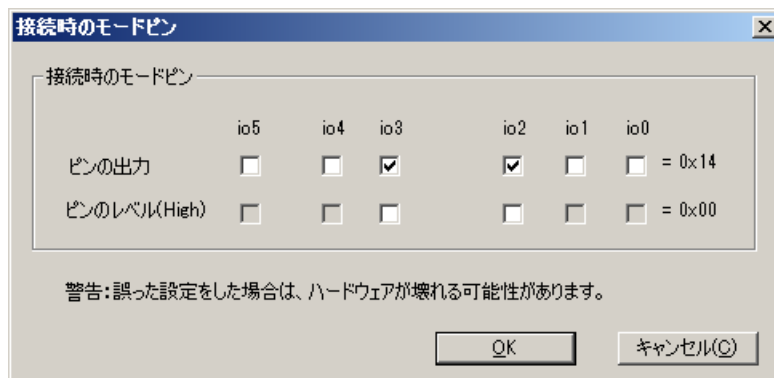 接続時のモードピン
接続時のモードピン
io5 io4 io3 io2 io1 io0
ピンの出力 = 0x14
ピンのレベル(High) = 0x00
警告：誤った設定をした場合は、ハードウェアが壊れる可能性があります。
OK キャンセル(C)